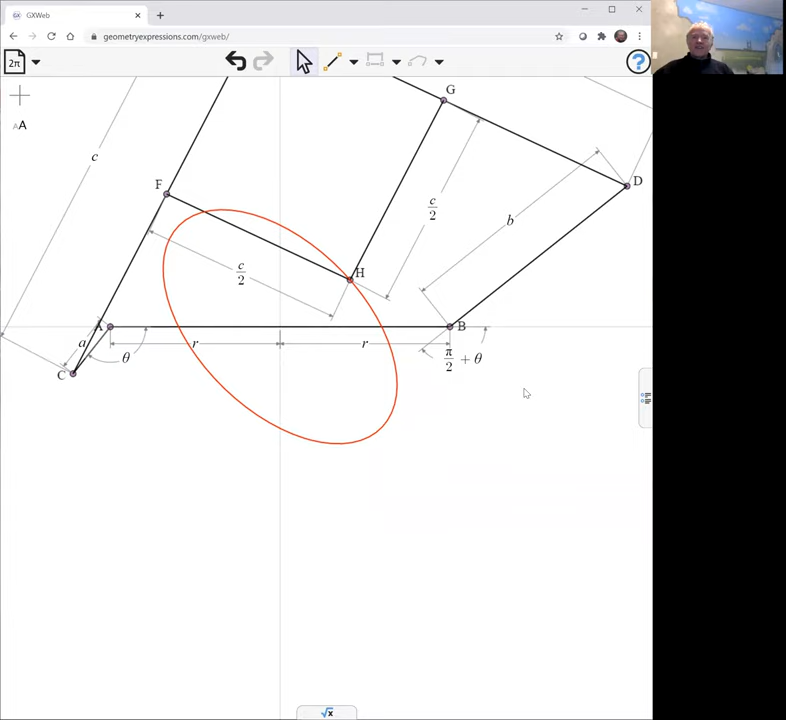 GXWeb
geometryexpressions.com/gxweb/
2π
?
AA
G
c
F
D
c/2
b
H
c/2
A
B
a
θ
r
r
π/2 + θ
C
√x